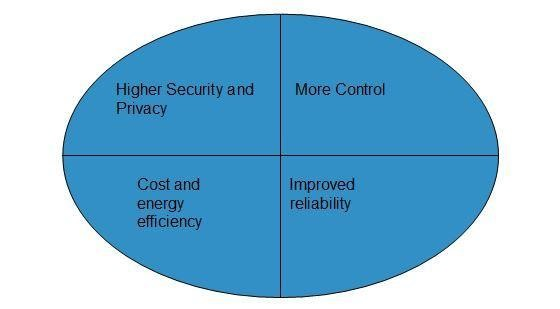 Higher Security and
Privacy
More Control
Cost and
energy
efficiency
Improved
reliability